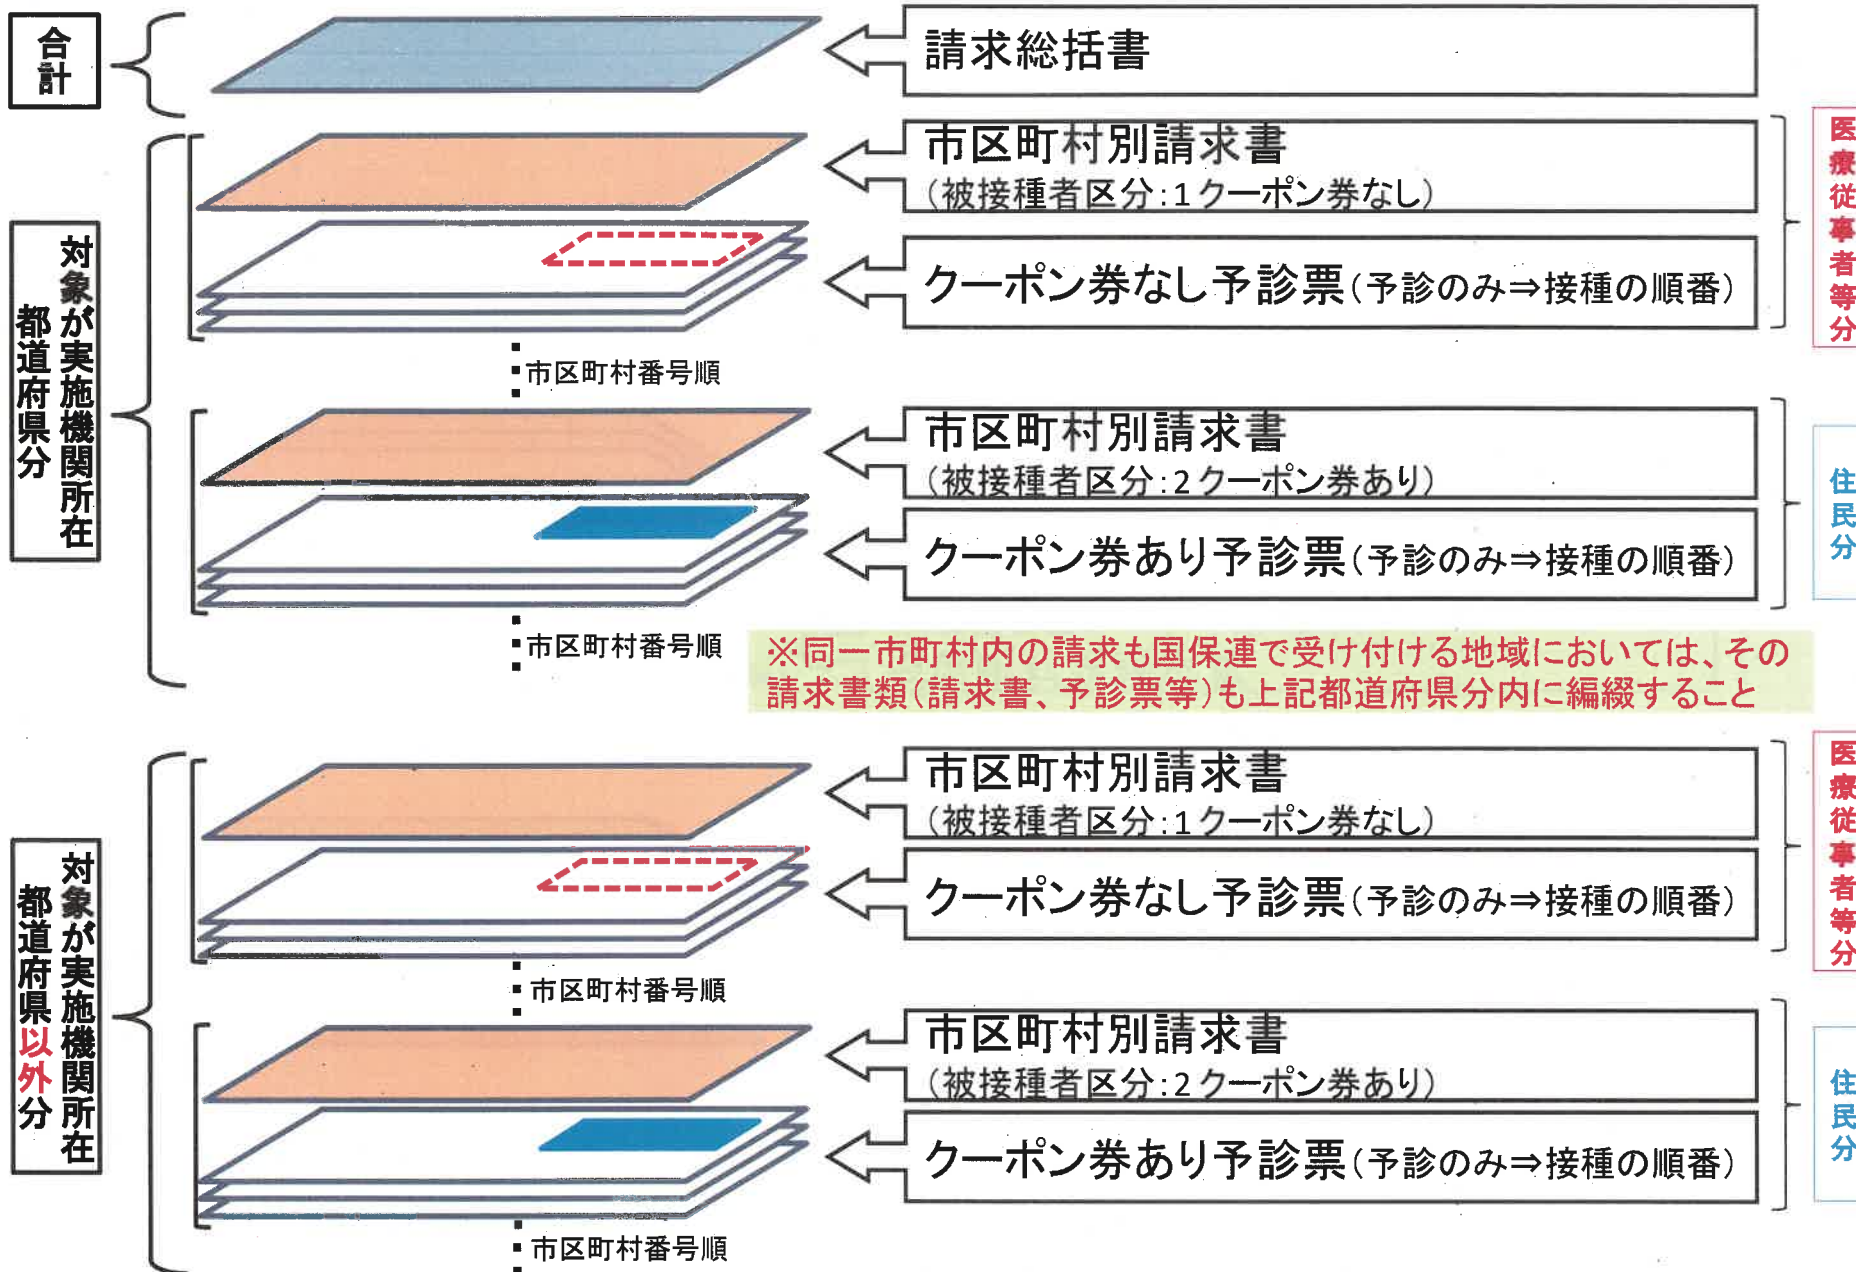 合計
請求総括書
対象が実施機関所在
都道府県分
市区町村別請求書
(被接種者区分:1クーポン券なし)
クーポン券なし予診票(予診のみ⇒接種の順番)
医療従事者等分
市区町村番号順
市区町村別請求書
(被接種者区分:2クーポン券あり)
クーポン券あり予診票(予診のみ⇒接種の順番)
住民分
市区町村番号順
※同一市町村内の請求も国保連で受け付ける地域においては、その
請求書類(請求書、予診票等)も上記都道府県分内に編綴すること
対象が実施機関所在
都道府県以外分
市区町村別請求書
(被接種者区分:1クーポン券なし)
クーポン券なし予診票(予診のみ⇒接種の順番)
医療従事者等分
市区町村番号順
市区町村別請求書
(被接種者区分:2クーポン券あり)
クーポン券あり予診票(予診のみ⇒接種の順番)
住民分
市区町村番号順